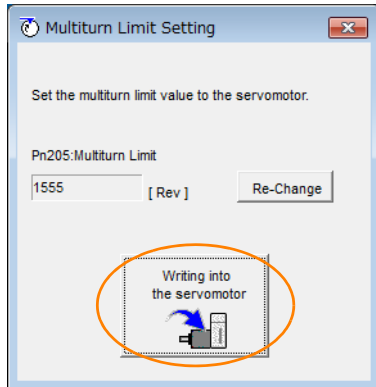 Multiturn Limit Setting
Set the multiturn limit value to the servomotor.
Pn205:Multiturn Limit
1555 [ Rev ] Re-Change
Writing into
the servomotor